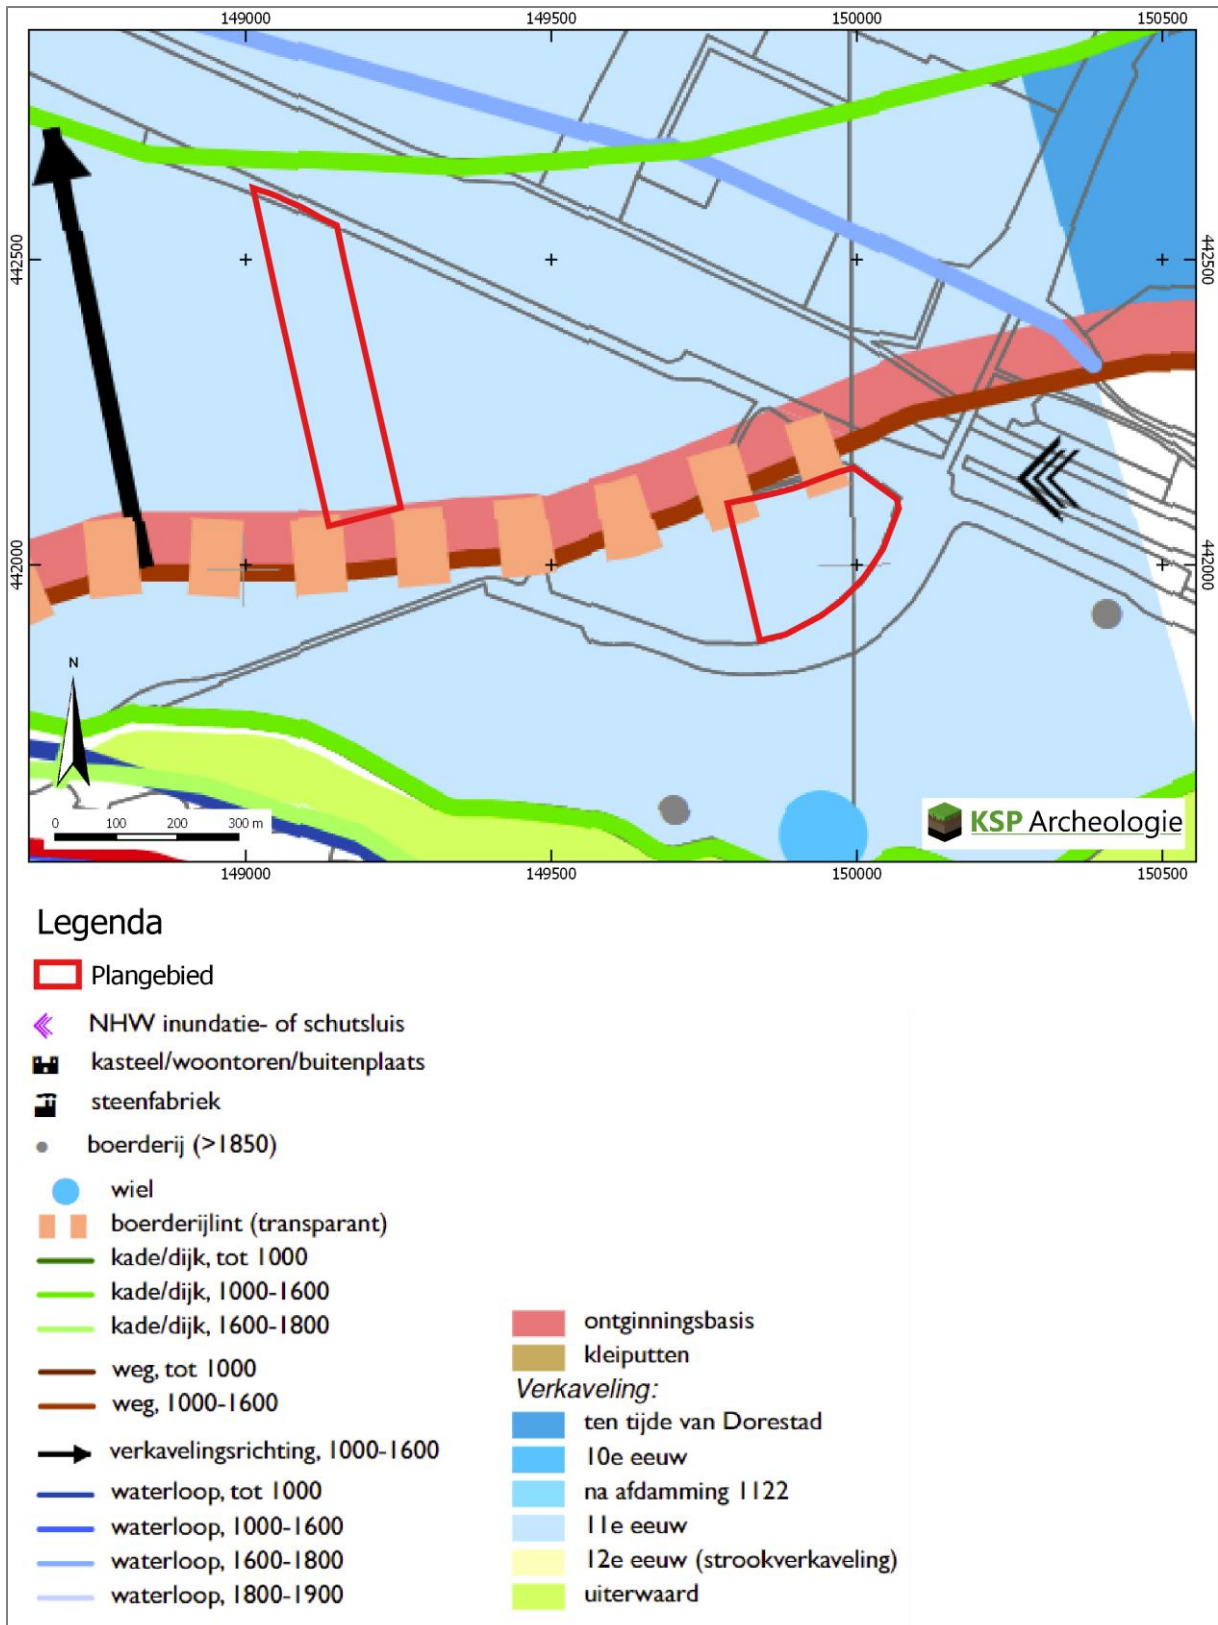 149000 149500 150000 150500
442500 442500
442000 442000
N
0 100 200 300 m
KSP Archeologie
149000 149500 150000 150500
Legenda
Plangebied
NHW inundatie- of schutsluis
kasteel/woontoren/buitenplaats
steenfabriek
boerderij (>1850)
wiel
boerderijlint (transparant)
kade/dijk, tot 1000
kade/dijk, 1000-1600
kade/dijk, 1600-1800
weg, tot 1000
weg, 1000-1600
verkavelingsrichting, 1000-1600
waterloop, tot 1000
waterloop, 1000-1600
waterloop, 1600-1800
waterloop, 1800-1900
ontginningsbasis
kleiputten
Verkaveling:
ten tijde van Dorestad
10e eeuw
na afdamming 1122
11e eeuw
12e eeuw (strookverkaveling)
uiterwaard